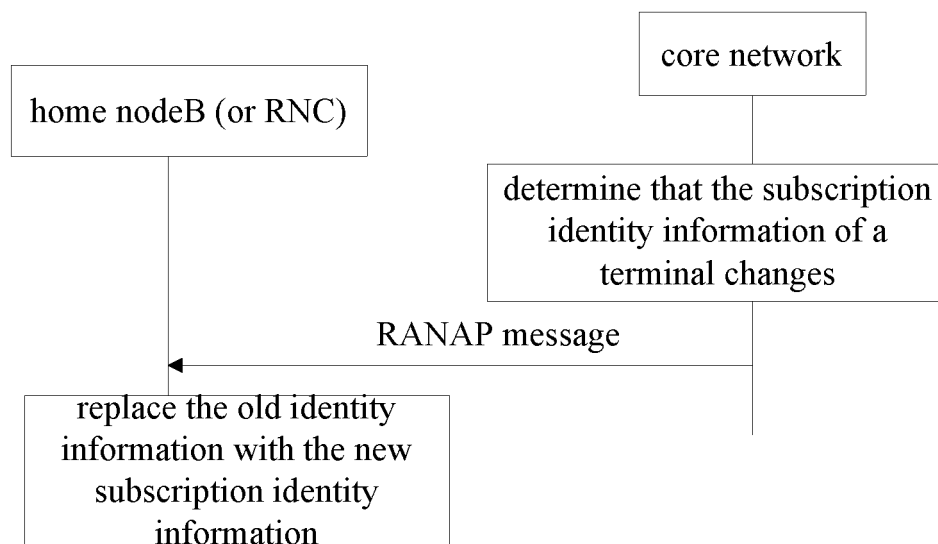 core network
home nodeB (or RNC)
determine that the subscription
identity information of a
terminal changes
RANAP message
replace the old identity
information with the new
subscription identity
information